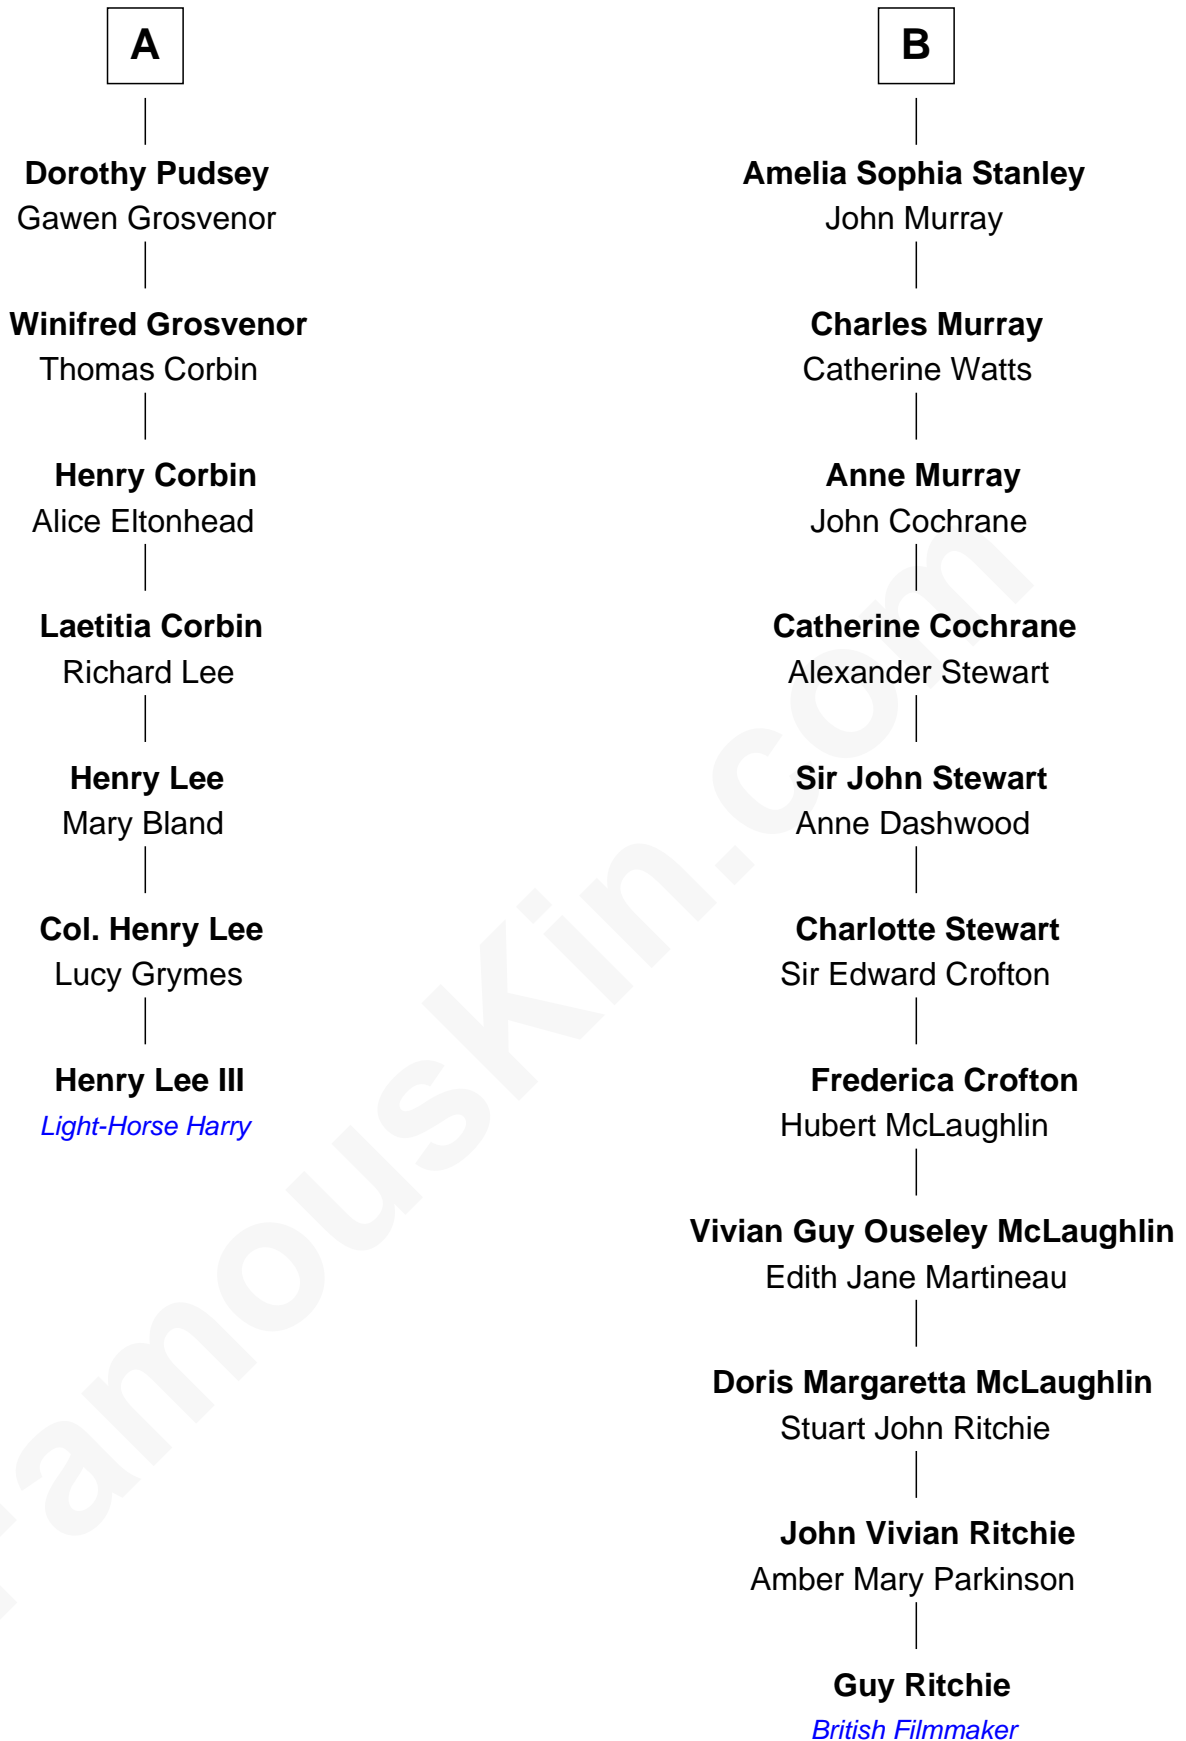 A
Dorothy Pudsey
Gawen Grosvenor
Winifred Grosvenor
Thomas Corbin
Henry Corbin
Alice Eltonhead
Laetitia Corbin
Richard Lee
Henry Lee
Mary Bland
Col. Henry Lee
Lucy Grymes
Henry Lee III
Light-Horse Harry
B
Amelia Sophia Stanley
John Murray
Charles Murray
Catherine Watts
Anne Murray
John Cochrane
Catherine Cochrane
Alexander Stewart
Sir John Stewart
Anne Dashwood
Charlotte Stewart
Sir Edward Crofton
Frederica Crofton
Hubert McLaughlin
Vivian Guy Ouseley McLaughlin
Edith Jane Martineau
Doris Margaretta McLaughlin
Stuart John Ritchie
John Vivian Ritchie
Amber Mary Parkinson
Guy Ritchie
British Filmmaker
FamousKin.com